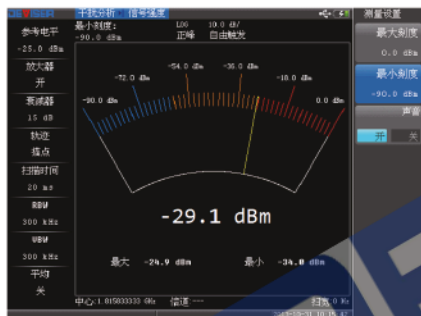 DEVISER 干扰分析 信号强度
测量设置
参考电平
-25.0 dBm
放大器
开
衰减器
15 dB
轨迹
描点
扫描时间
20 ms
RBW
300 kHz
VBW
300 kHz
平均
关
最小刻度:
-90.0 dBm
LOG 10.0 dB/
正峰 自由触发
-90.0 dBm
-72.0 dBm
-54.0 dBm
-36.0 dBm
-18.0 dBm
0.0 dBm
-29.1 dBm
最大 -24.9 dBm 最小 -34.0 dBm
中心:1.815833333 GHz 信道:--- 扫宽:0 Hz
最大刻度
0.0 dBm
最小刻度
-90.0 dBm
声音
开 关